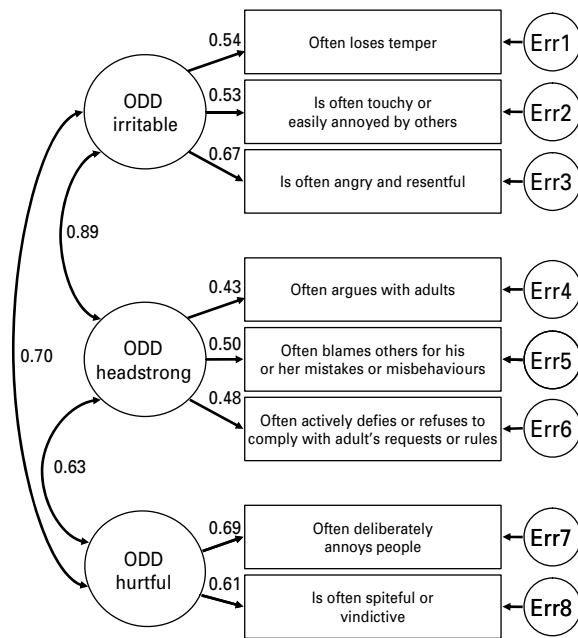 0.54
Often loses temper
Err1
ODD
irritable
0.53
Is often touchy or
easily annoyed by others
Err2
0.67
Is often angry and resentful
Err3
0.89
0.43
Often argues with adults
Err4
ODD
headstrong
0.50
Often blames others for his
or her mistakes or misbehaviours
Err5
0.70
0.48
Often actively defies or refuses to
comply with adult's requests or rules
Err6
0.63
0.69
Often deliberately
annoys people
Err7
ODD
hurtful
0.61
Is often spiteful or
vindictive
Err8